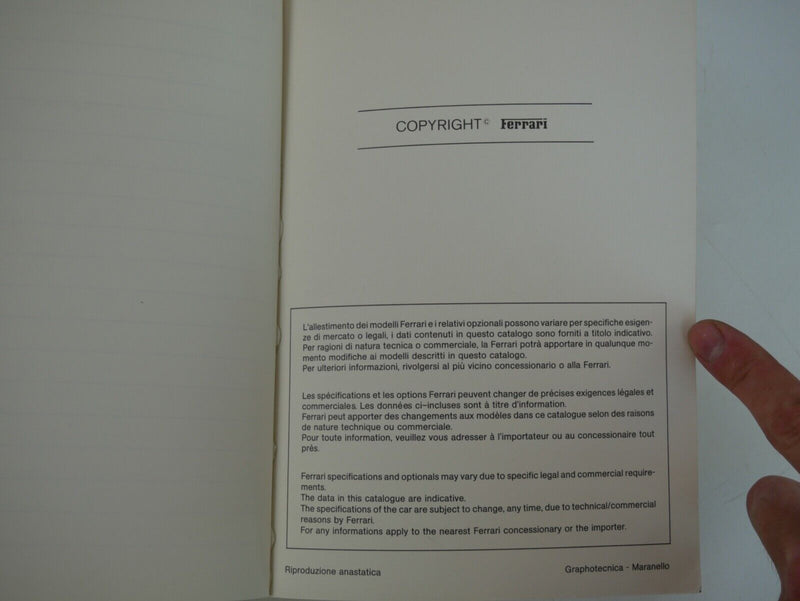 COPYRIGHT© Ferrari
L'allestimento dei modelli Ferrari e i relativi opzionali possono variare per specifiche esigen-
ze di mercato o legali, i dati contenuti in questo catalogo sono forniti a titolo indicativo.
Per ragioni di natura tecnica o commerciale, la Ferrari potrà apportare in qualunque mo-
mento modifiche ai modelli descritti in questo catalogo.
Per ulteriori informazioni, rivolgersi al più vicino concessionario o alla Ferrari.
Les spécifications et les options Ferrari peuvent changer de précises exigences légales et
commerciales. Les données ci-incluses sont à titre d'information.
Ferrari peut apporter des changements aux modèles dans ce catalogue selon des raisons
de nature technique ou commerciale.
Pour toute information, veuillez vous adresser à l'importateur ou au concessionaire tout
près.
Ferrari specifications and optionals may vary due to specific legal and commercial require-
ments.
The data in this catalogue are indicative.
The specifications of the car are subject to change, any time, due to technical/commercial
reasons by Ferrari.
For any informations apply to the nearest Ferrari concessionary or the importer.
Riproduzione anastatica
Graphotecnica - Maranello